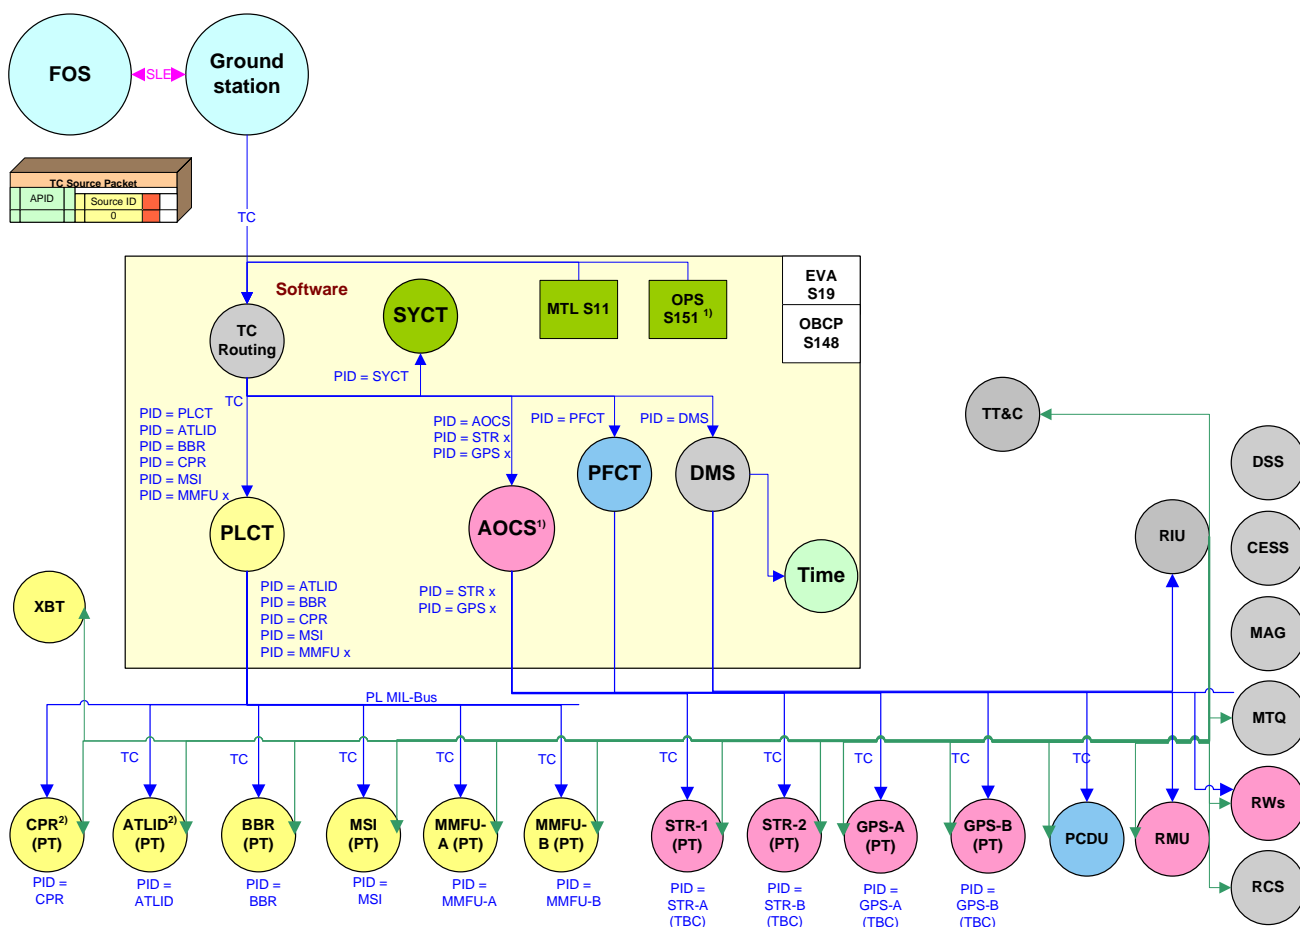 FOS
SLE
Ground
station
TC Source Packet
APID
Source ID
0
TC
Software
EVA
S19
OBCP
S148
SYCT
MTL S11
OPS
S151 1)
TC
Routing
PID = SYCT
TC
PID = PLCT
PID = ATLID
PID = BBR
PID = CPR
PID = MSI
PID = MMFU x
PID = AOCS
PID = STR x
PID = GPS x
PID = PFCT
PID = DMS
TT&C
DSS
PFCT
DMS
PLCT
AOCS1)
RIU
CESS
Time
PID = ATLID
PID = BBR
PID = CPR
PID = MSI
PID = MMFU x
PID = STR x
PID = GPS x
XBT
MAG
PL MIL-Bus
MTQ
TC
TC
TC
TC
TC
TC
TC
RWs
CPR2)
(PT)
ATLID2)
(PT)
BBR
(PT)
MSI
(PT)
MMFU-
A (PT)
MMFU-
B (PT)
STR-1
(PT)
STR-2
(PT)
GPS-A
(PT)
GPS-B
(PT)
PCDU
RMU
RCS
PID =
CPR
PID =
ATLID
PID =
BBR
PID =
MSI
PID =
MMFU-A
PID =
MMFU-B
PID =
STR-A
(TBC)
PID =
STR-B
(TBC)
PID =
GPS-A
(TBC)
PID =
GPS-B
(TBC)